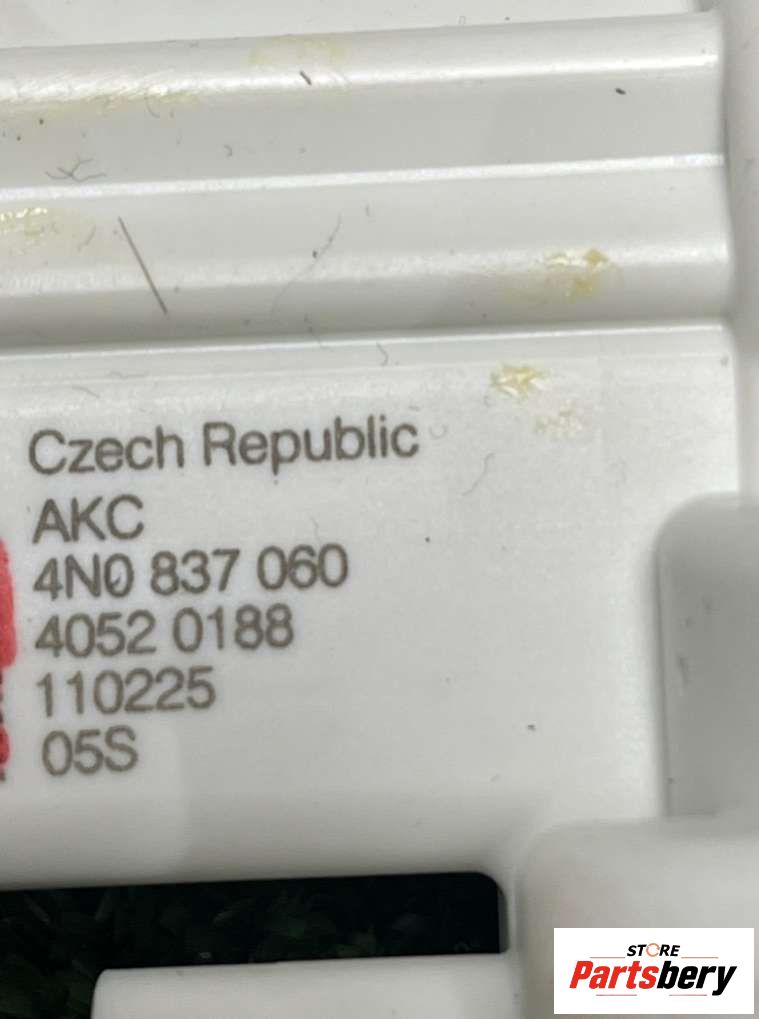 Czech Republic
AKC
4N0 837 060
4052 0188
110225
05S
STORE
Partsbery